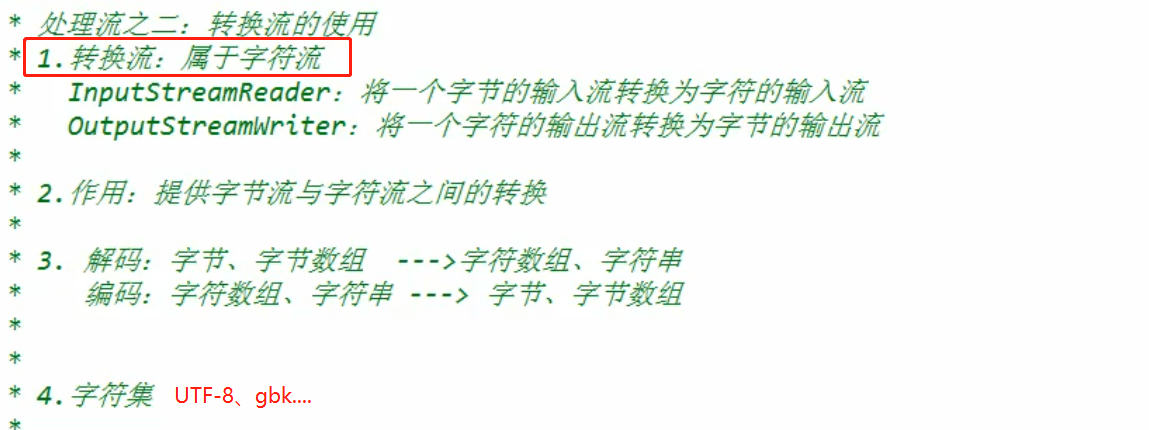 * 处理流之二：转换流的使用
* 1.转换流：属于字符流
* InputStreamReader：将一个字节的输入流转换为字符的输入流
* OutputStreamWriter：将一个字符的输出流转换为字节的输出流
*
* 2.作用：提供字节流与字符流之间的转换
*
* 3. 解码：字节、字节数组 --->字符数组、字符串
* 编码：字符数组、字符串 ---> 字节、字节数组
*
*
* 4.字符集 UTF-8、gbk....
*